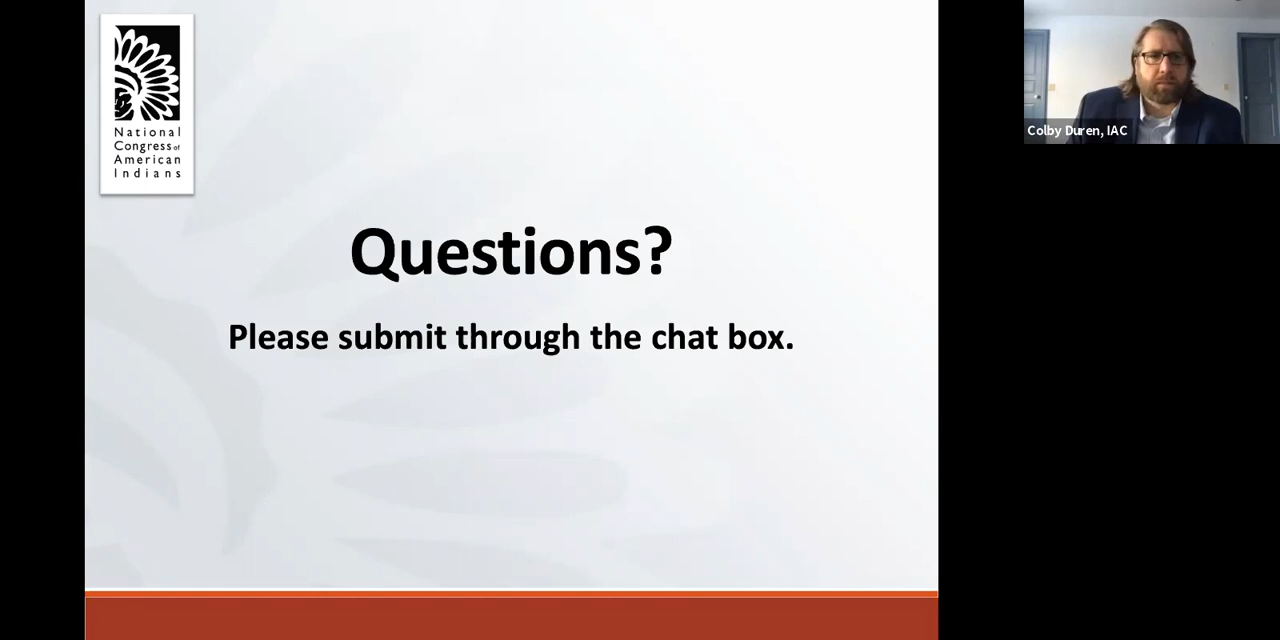 National
Congress of
American
Indians
Questions?
Please submit through the chat box.
Colby Duren, IAC